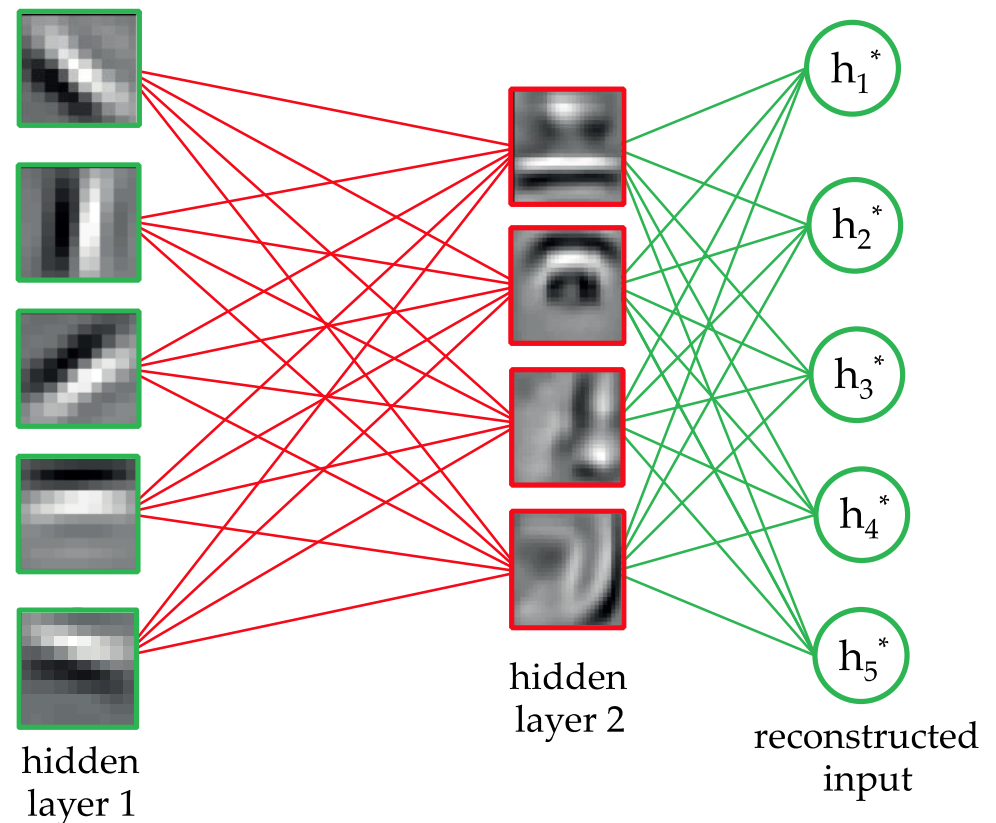 h₁*
h₂*
h₃*
h₄*
h₅*
hidden
layer 1
hidden
layer 2
reconstructed
input